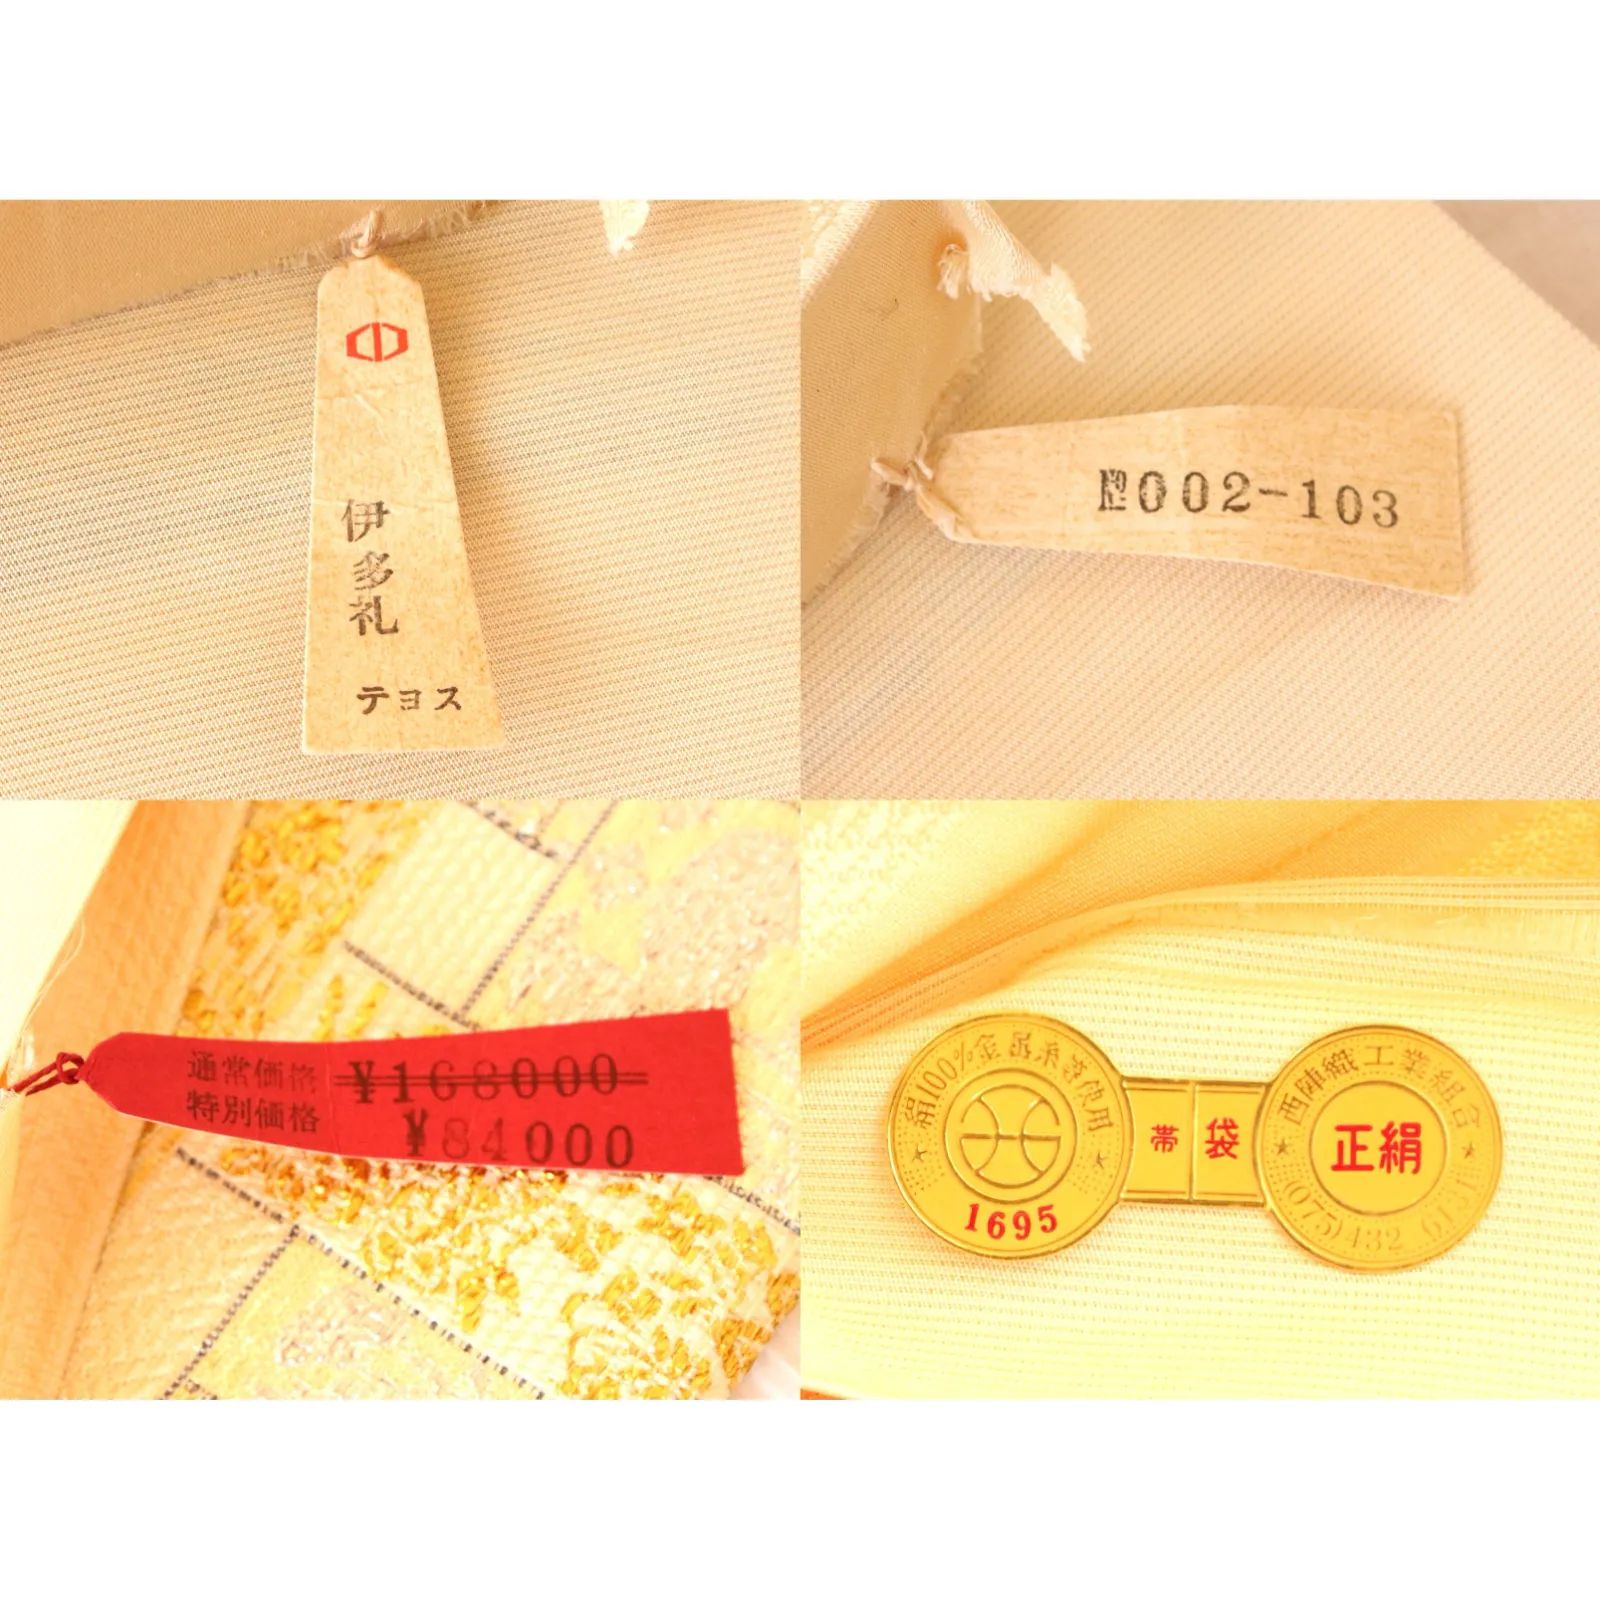 伊多礼
テヨス
№002-103
通常価格 ¥168000
特別価格 ¥84000
絹100%金銀糸等使用
1695
帯袋
西陣織工業組合
正絹
(075)432 6131